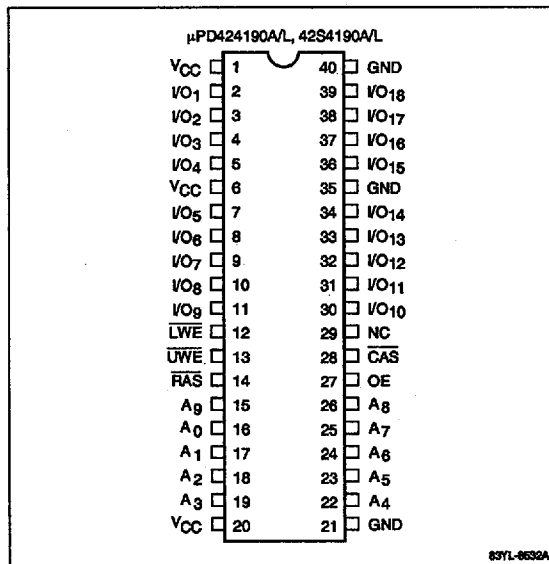 μPD424190A/L, 42S4190A/L
VCC 1 40 GND
I/O1 2 39 I/O18
I/O2 3 38 I/O17
I/O3 4 37 I/O16
I/O4 5 36 I/O15
VCC 6 35 GND
I/O5 7 34 I/O14
I/O6 8 33 I/O13
I/O7 9 32 I/O12
I/O8 10 31 I/O11
I/O9 11 30 I/O10
LWE 12 29 NC
UWE 13 28 CAS
RAS 14 27 OE
A9 15 26 A8
A0 16 25 A7
A1 17 24 A6
A2 18 23 A5
A3 19 22 A4
VCC 20 21 GND
83YL-8532A